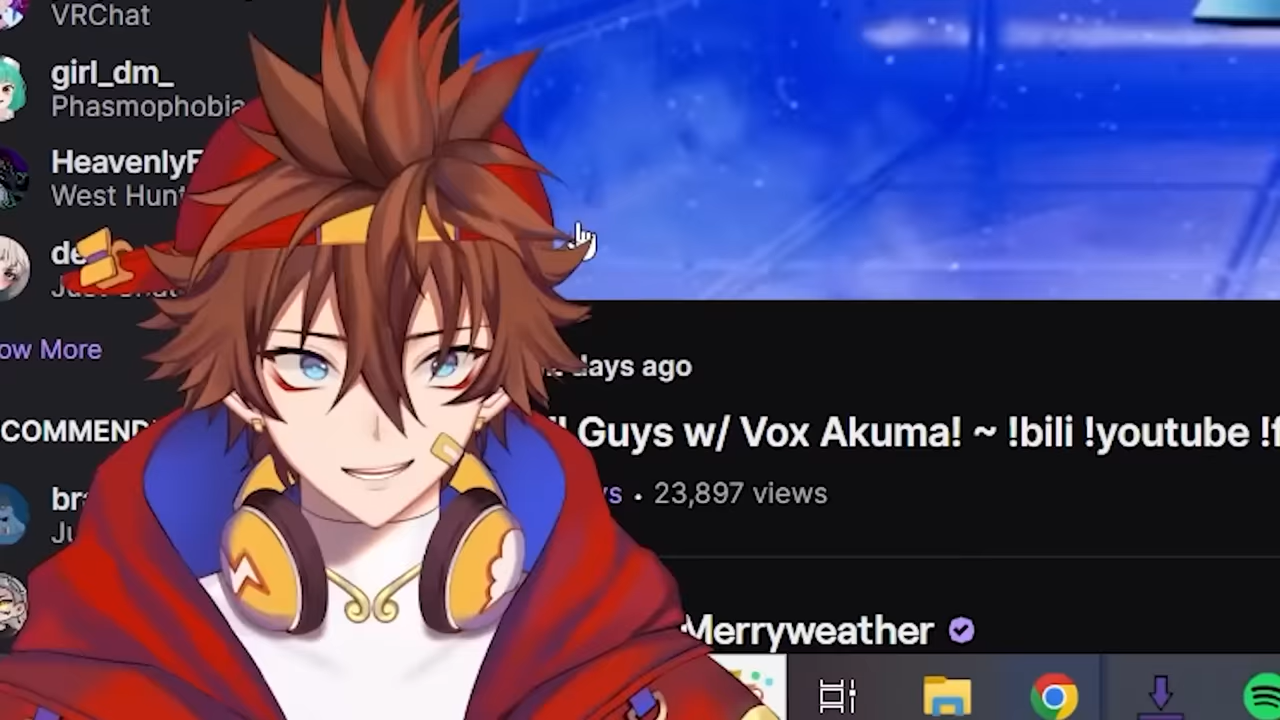 VRChat
girl_dm_
Phasmophobia
West Hunt
ow More
COMMEND
days ago
Guys w/ Vox Akuma! ~ !bili !youtube
23,897 views
Merryweather